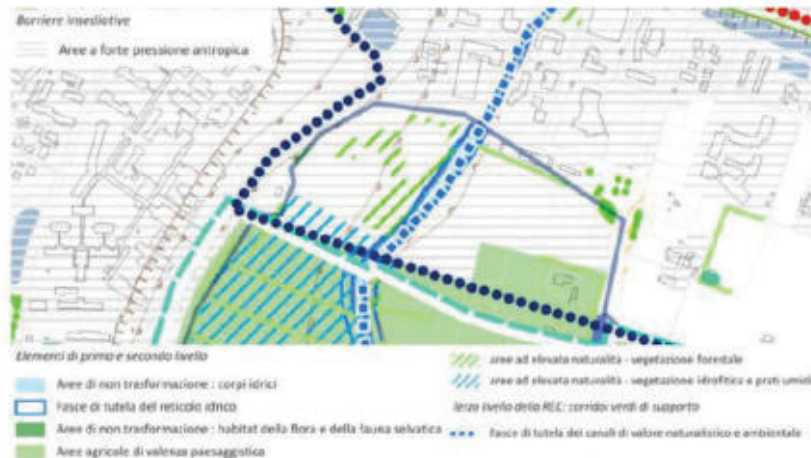 Barriere insediative
Aree a forte pressione antropica
Elementi di primo e secondo livello
Aree di non trasformazione : corpi idrici
Fasce di tutela del reticolo idrico
Aree di non trasformazione : habitat della flora e della fauna selvatica
Aree agricole di valenza paesaggistica
aree ad elevata naturalità - vegetazione forestale
aree ad elevata naturalità - vegetazione idrofitica e prati umidi
Terzo livello della REC: corridoi verdi di supporto
Fasce di tutela dei canali di valore naturalistico e ambientale